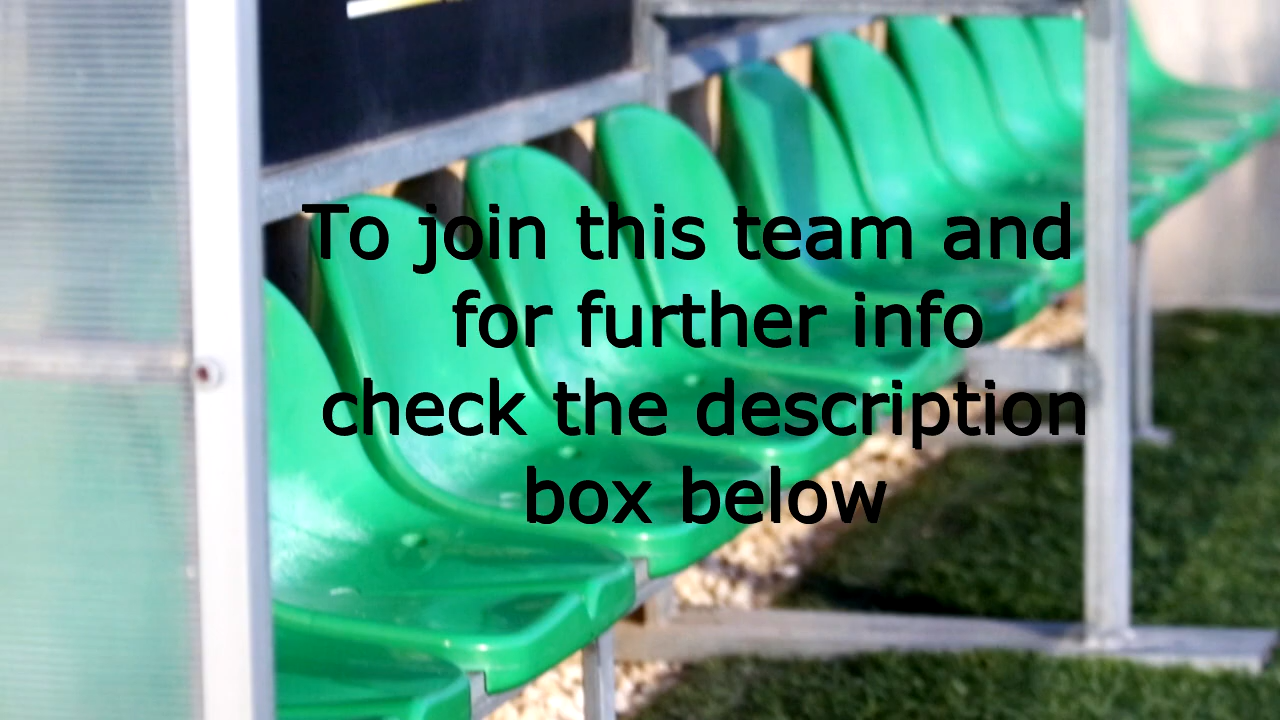 To join this team and
for further info
check the description
box below